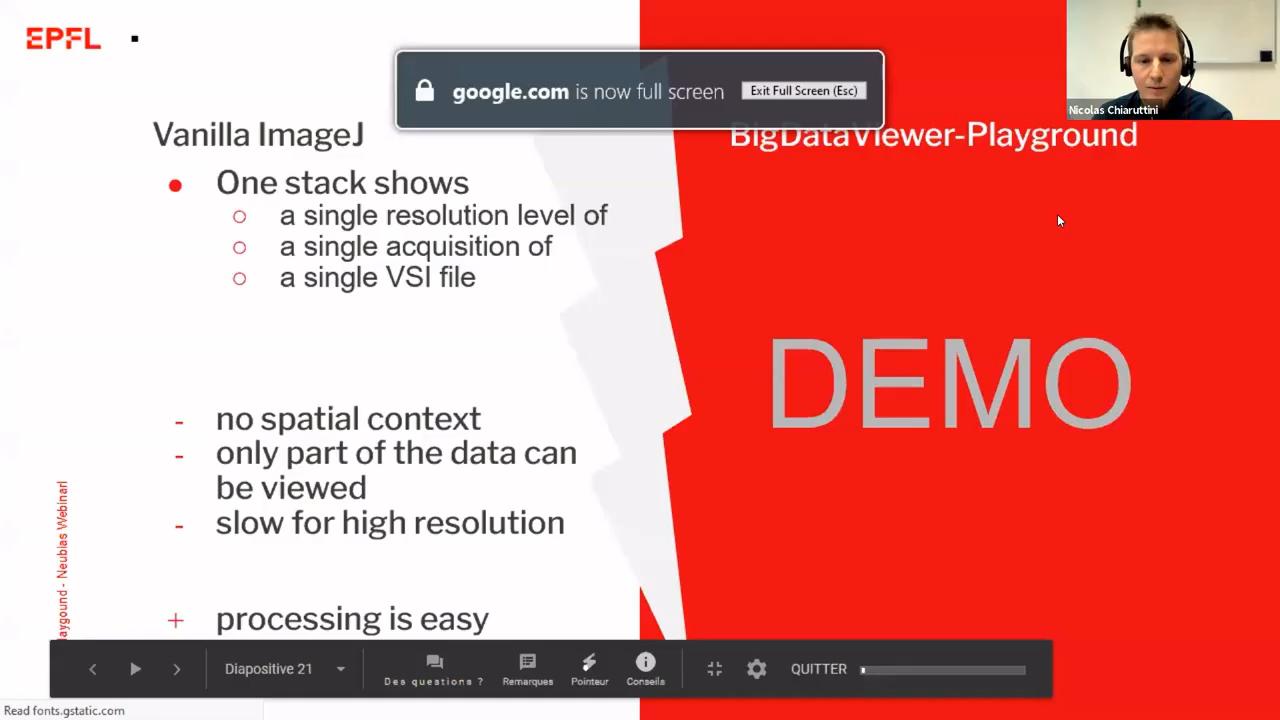 EPFL
google.com is now full screen
Exit Full Screen (Esc)
Nicolas Chiaruttini
Vanilla ImageJ
BigDataViewer-Playground
● One stack shows
○ a single resolution level of
○ a single acquisition of
○ a single VSI file
DEMO
- no spatial context
- only part of the data can
be viewed
- slow for high resolution
+ processing is easy
aygound - Neubias Webinarl
Diapositive 21
Des questions ?
Remarques
Pointeur
Conseils
QUITTER
Read fonts.gstatic.com